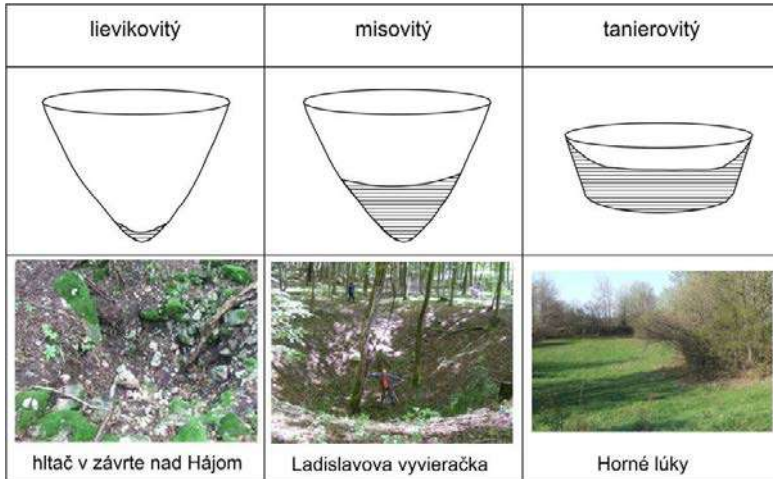 lievikovitý
misovitý
tanierovitý
hltač v závrte nad Hájom
Ladislavova vyvieračka
Horné lúky